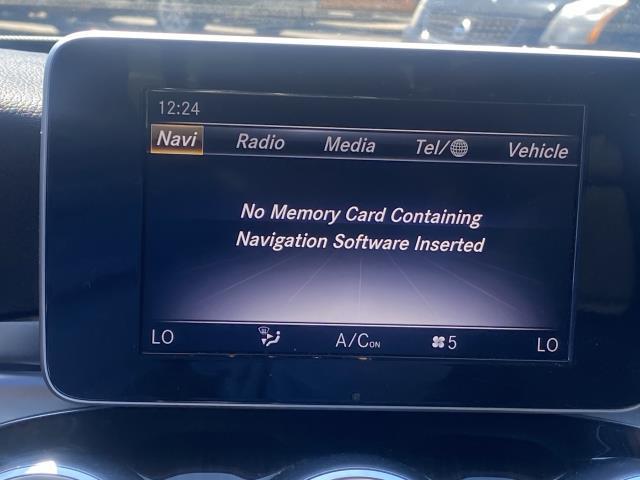 12:24
Navi Radio Media Tel/ Vehicle
No Memory Card Containing
Navigation Software Inserted
LO A/C ON 5 LO